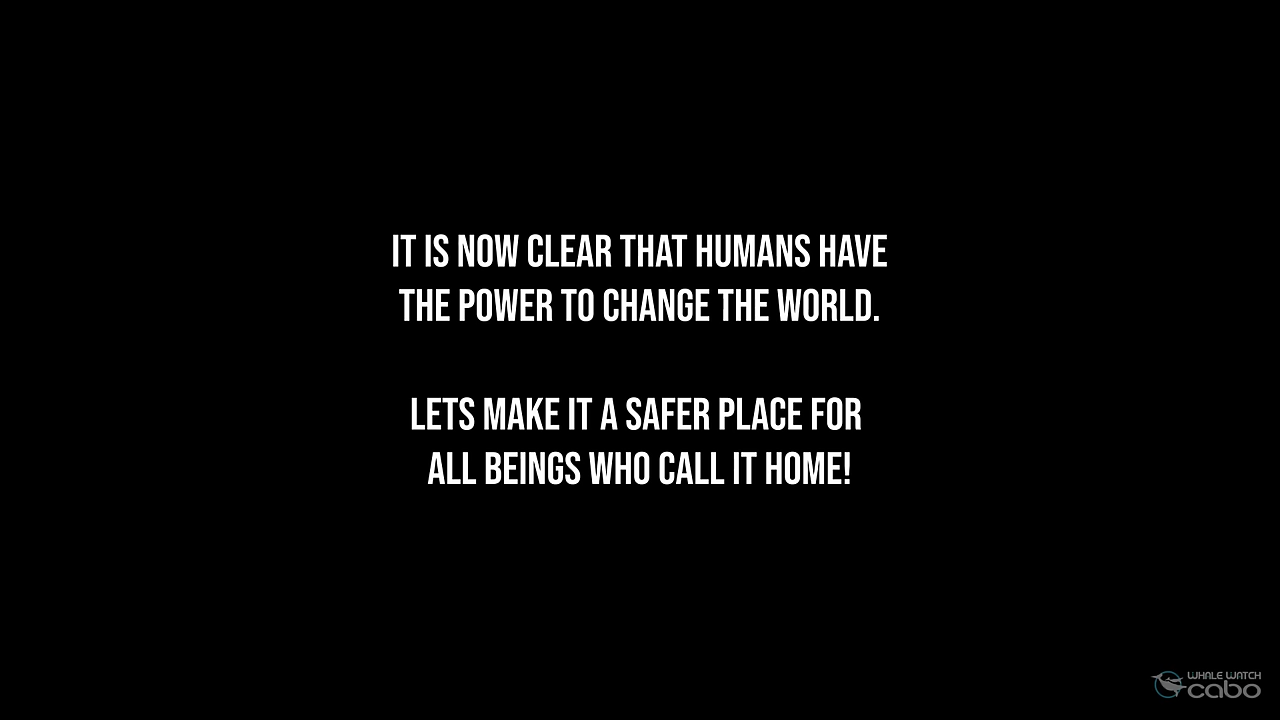 IT IS NOW CLEAR THAT HUMANS HAVE
THE POWER TO CHANGE THE WORLD.
LETS MAKE IT A SAFER PLACE FOR
ALL BEINGS WHO CALL IT HOME!
WHALE WATCH
cabo